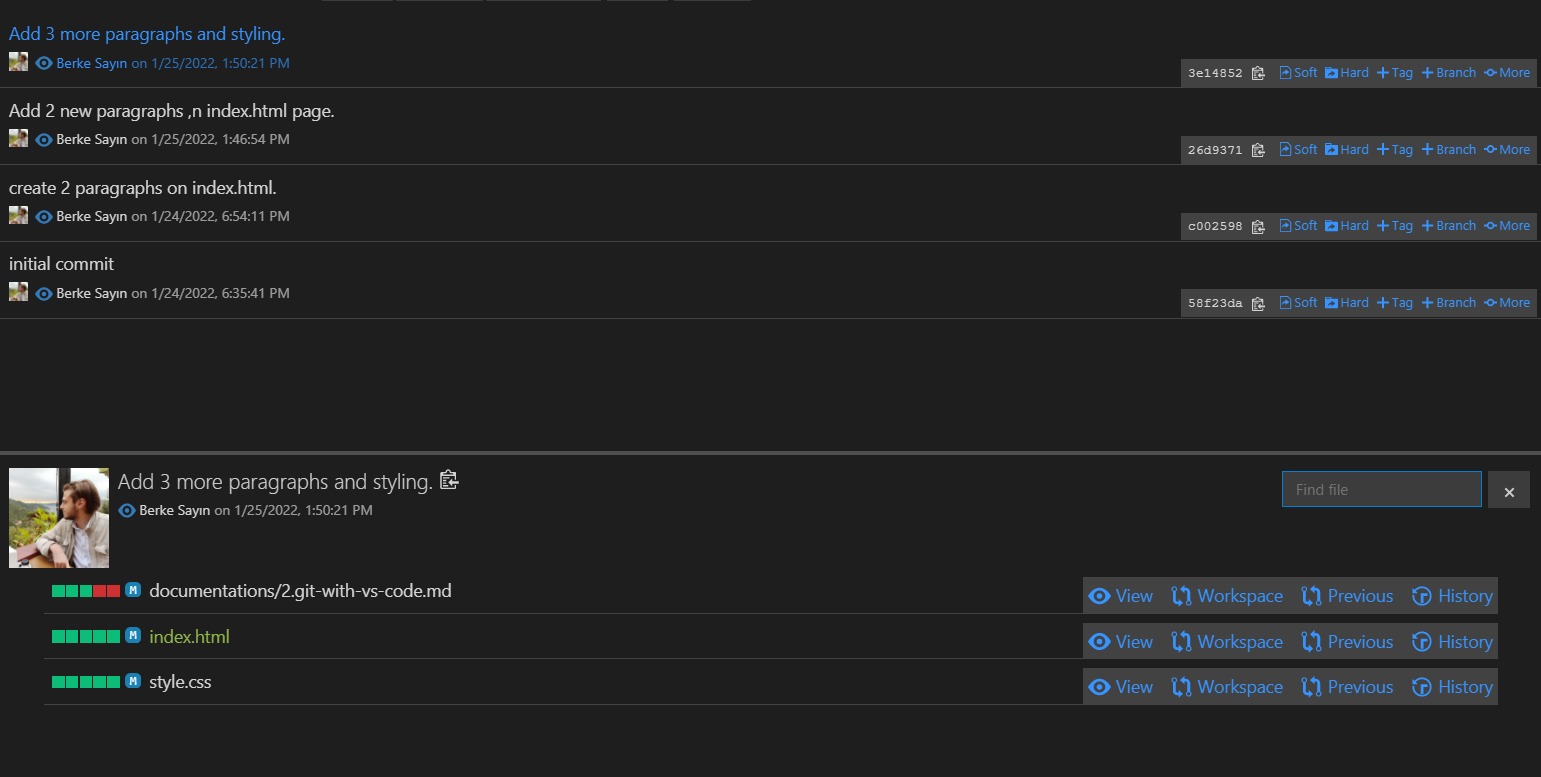 Add 3 more paragraphs and styling.
Berke Sayın on 1/25/2022, 1:50:21 PM
3e14852 Soft Hard Tag Branch More
Add 2 new paragraphs ,n index.html page.
Berke Sayın on 1/25/2022, 1:46:54 PM
26d9371 Soft Hard Tag Branch More
create 2 paragraphs on index.html.
Berke Sayın on 1/24/2022, 6:54:11 PM
c002598 Soft Hard Tag Branch More
initial commit
Berke Sayın on 1/24/2022, 6:35:41 PM
58f23da Soft Hard Tag Branch More
Add 3 more paragraphs and styling.
Find file ×
Berke Sayın on 1/25/2022, 1:50:21 PM
M documentations/2.git-with-vs-code.md View Workspace Previous History
M index.html View Workspace Previous History
M style.css View Workspace Previous History